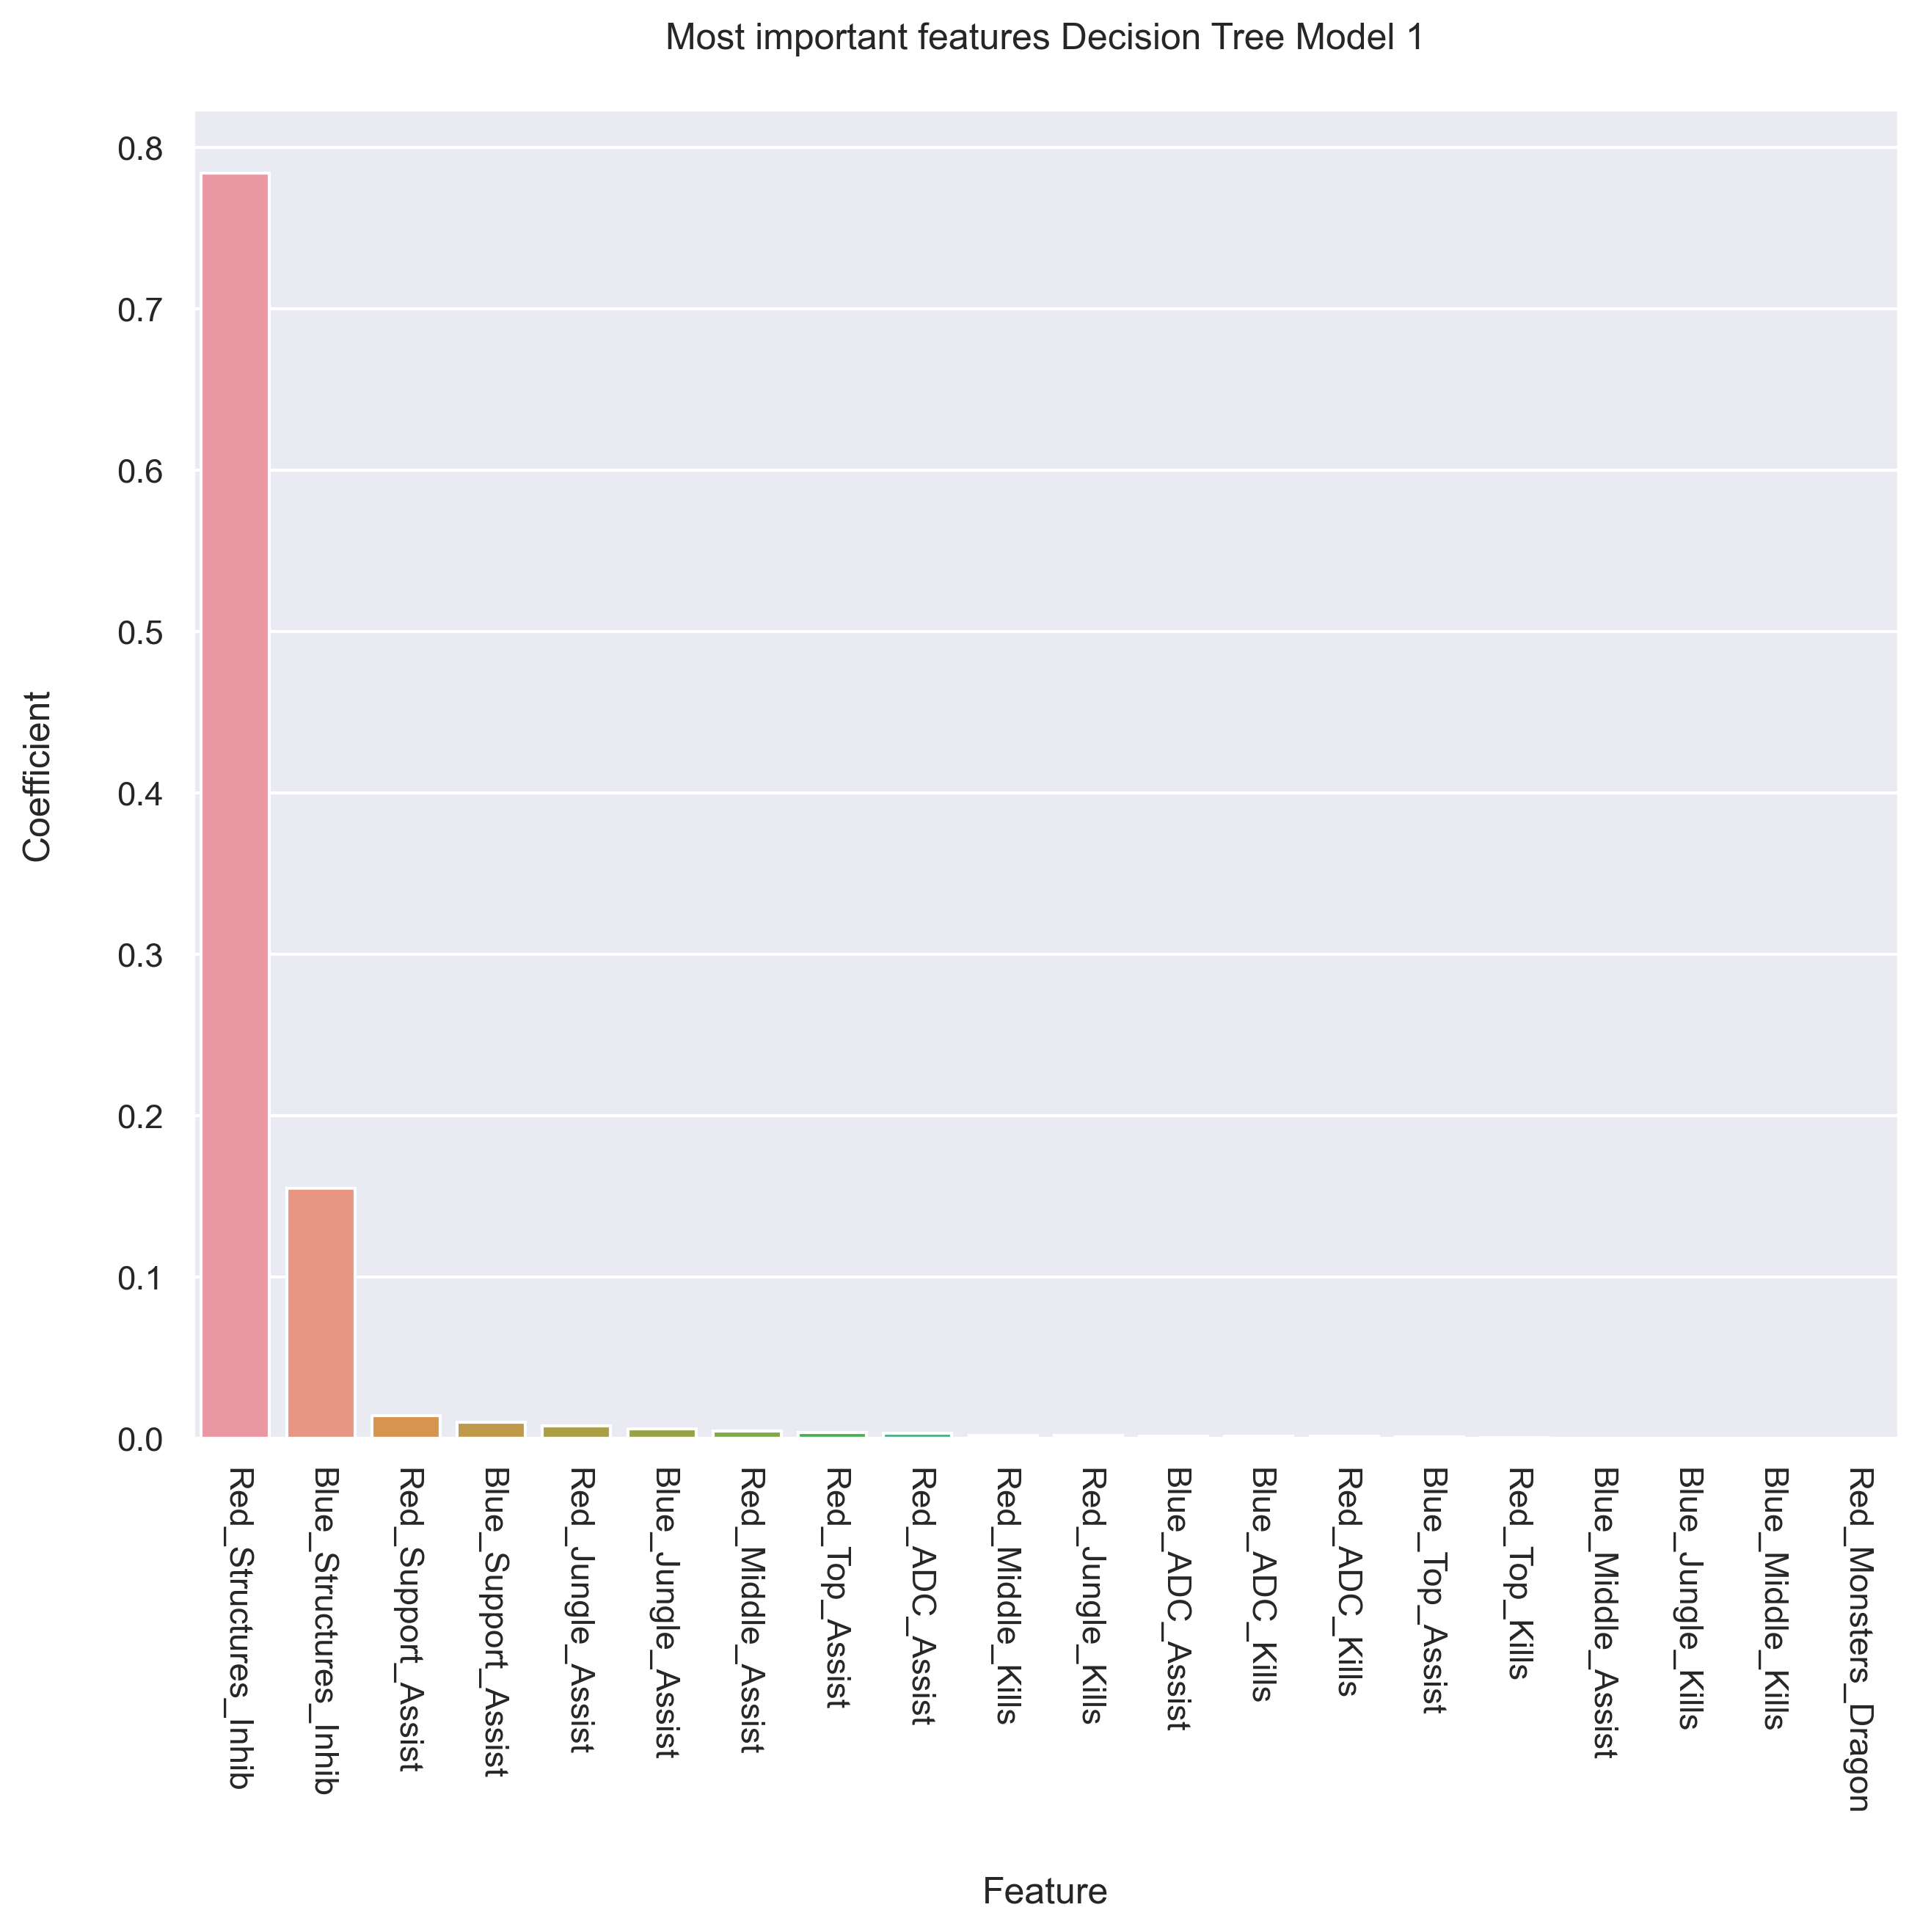 Most important features Decision Tree Model 1
Coefficient
0.8
0.7
0.6
0.5
0.4
0.3
0.2
0.1
0.0
Red_Structures_Inhib
Blue_Structures_Inhib
Red_Support_Assist
Blue_Support_Assist
Red_Jungle_Assist
Blue_Jungle_Assist
Red_Middle_Assist
Red_Top_Assist
Red_ADC_Assist
Red_Middle_Kills
Red_Jungle_Kills
Blue_ADC_Assist
Blue_ADC_Kills
Red_ADC_Kills
Blue_Top_Assist
Red_Top_Kills
Blue_Middle_Assist
Blue_Jungle_Kills
Blue_Middle_Kills
Red_Monsters_Dragon
Feature